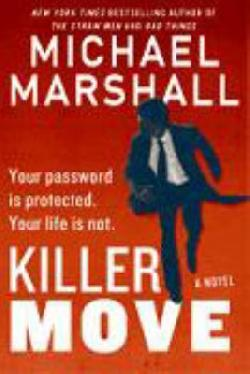 NEW YORK TIMES BESTSELLING AUTHOR OF
THE STRAW MEN AND BAD THINGS
MICHAEL
MARSHALL
Your password
is protected.
Your life is not.
KILLER
A NOVEL
MOVE